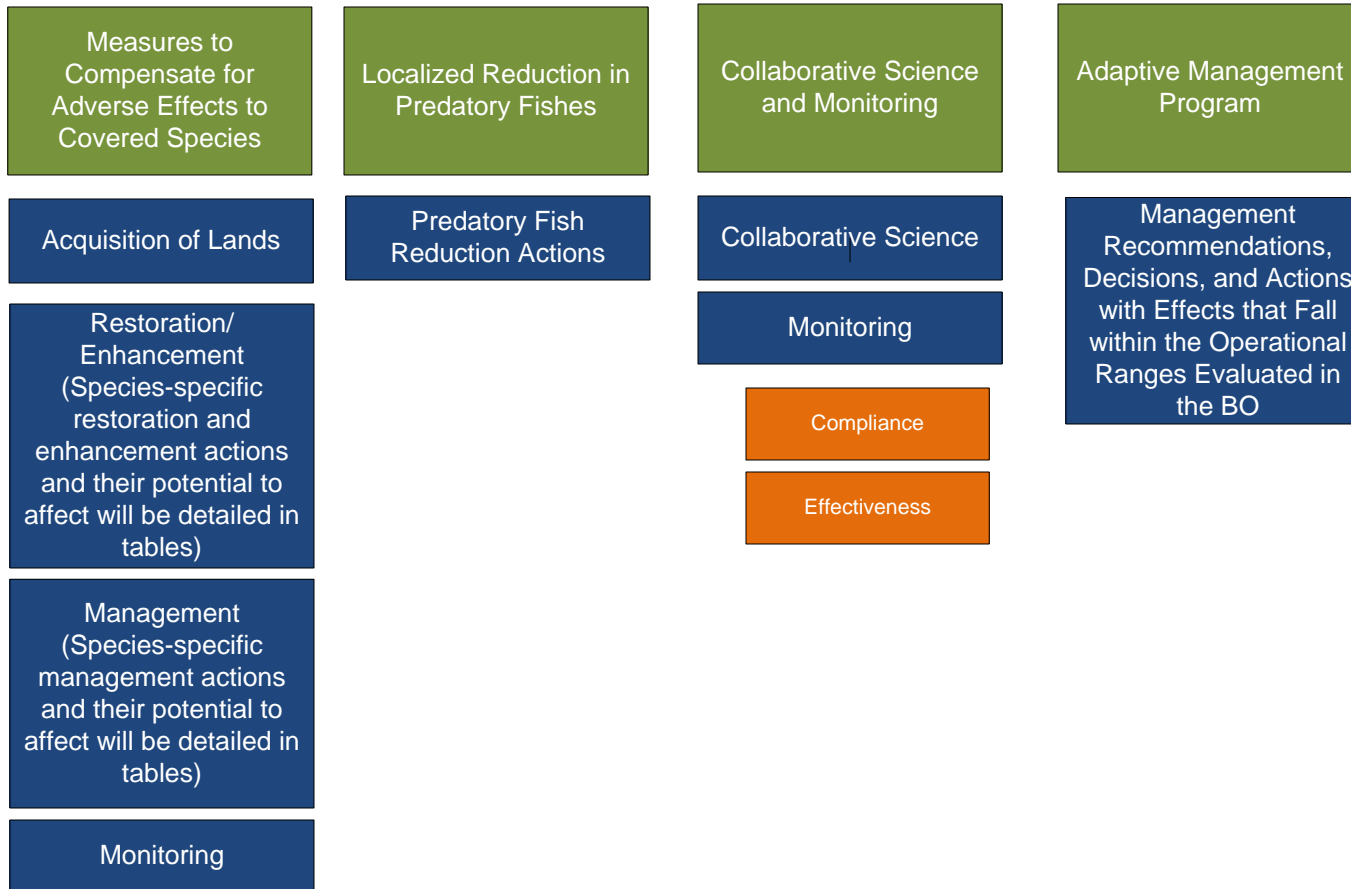 Measures to
Compensate for
Adverse Effects to
Covered Species
Acquisition of Lands
Restoration/
Enhancement
(Species-specific
restoration and
enhancement actions
and their potential to
affect will be detailed in
tables)
Management
(Species-specific
management actions
and their potential to
affect will be detailed in
tables)
Monitoring
Localized Reduction in
Predatory Fishes
Predatory Fish
Reduction Actions
Collaborative Science
and Monitoring
Collaborative Science
Monitoring
Compliance
Effectiveness
Adaptive Management
Program
Management
Recommendations,
Decisions, and Actions
with Effects that Fall
within the Operational
Ranges Evaluated in
the BO